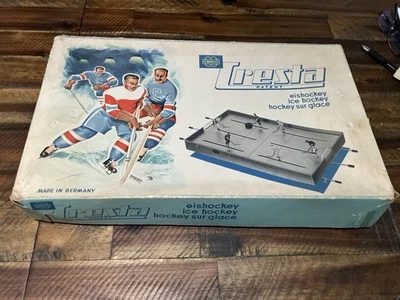 Cresta
PATENT
eishockey
ice hockey
hockey sur glace
MADE IN GERMANY
Cresta
eishockey
ice hockey
hockey sur glace